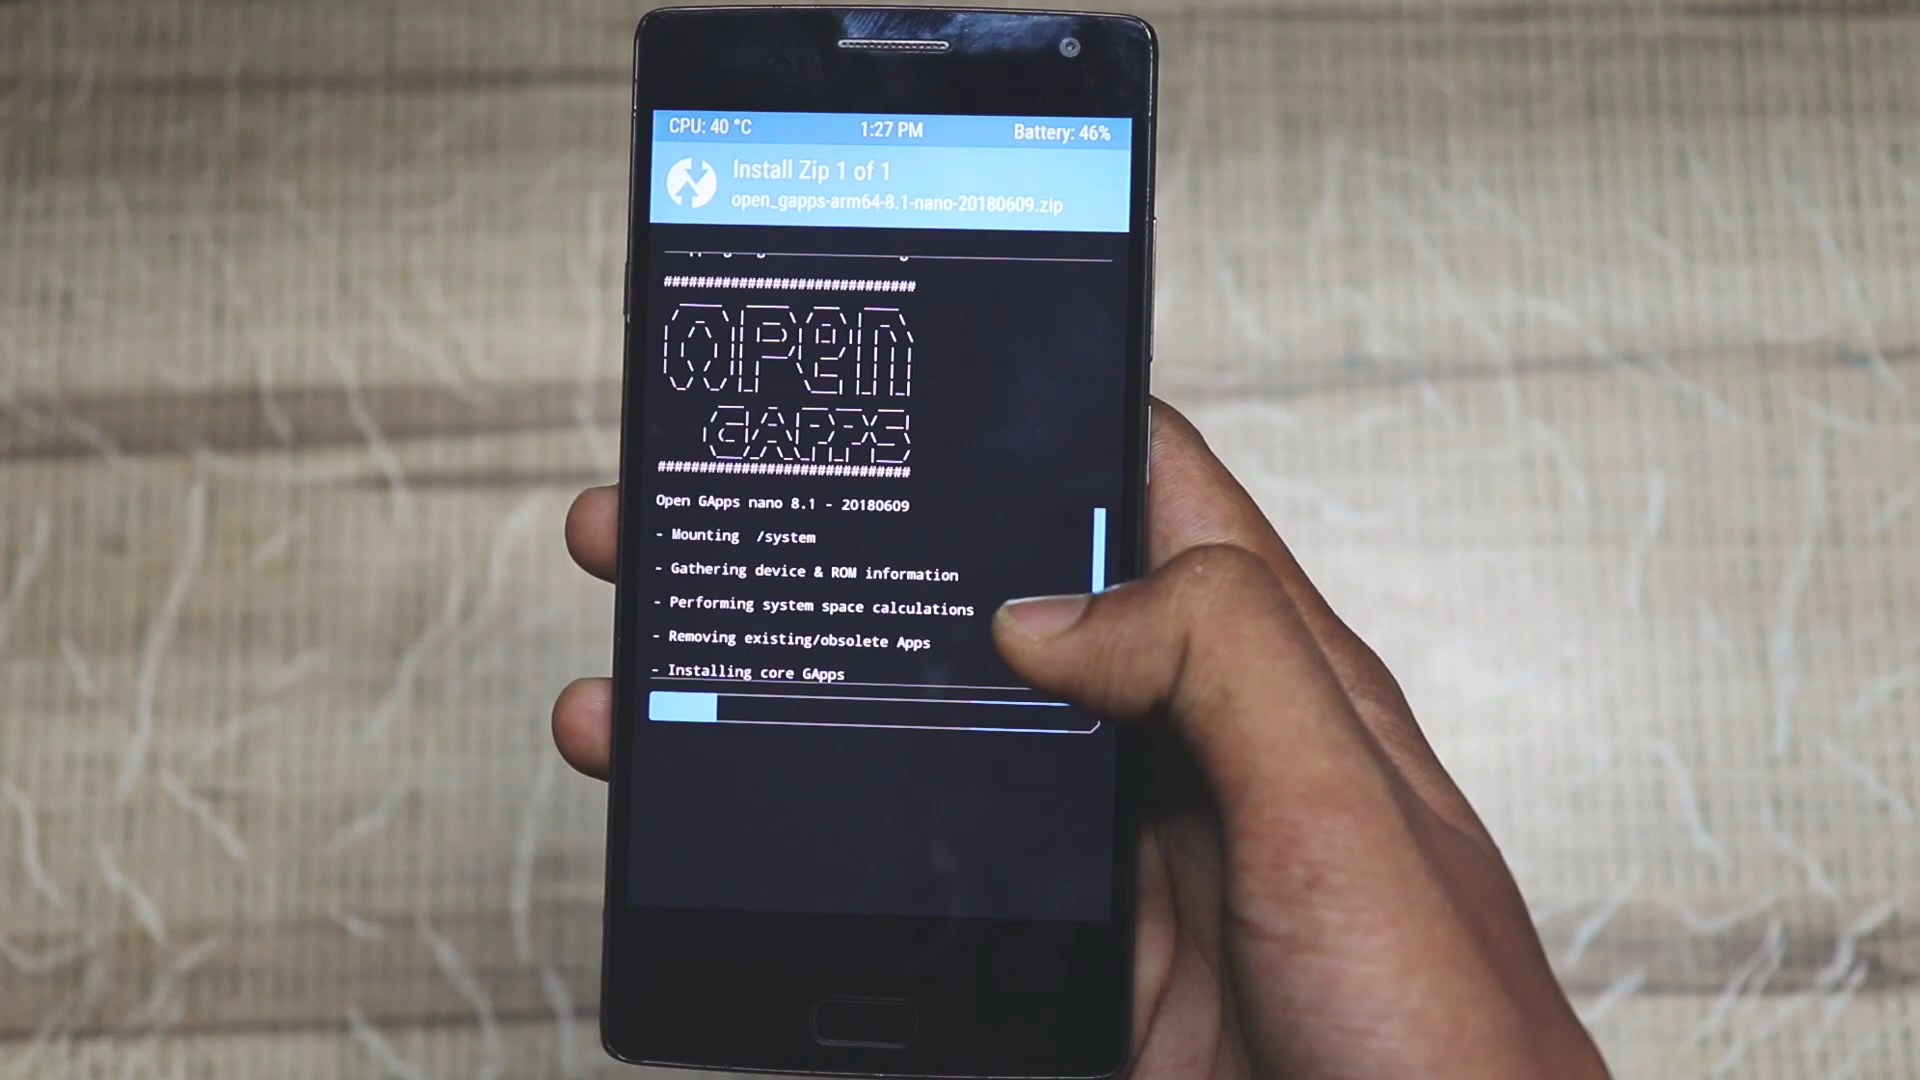 CPU: 40 °C 1:27 PM Battery: 46%
Install Zip 1 of 1
open_gapps-arm64-8.1-nano-20180609.zip
##############################
OPEN
GAPPS
##############################
Open GApps nano 8.1 - 20180609
- Mounting /system
- Gathering device & ROM information
- Performing system space calculations
- Removing existing/obsolete Apps
- Installing core GApps